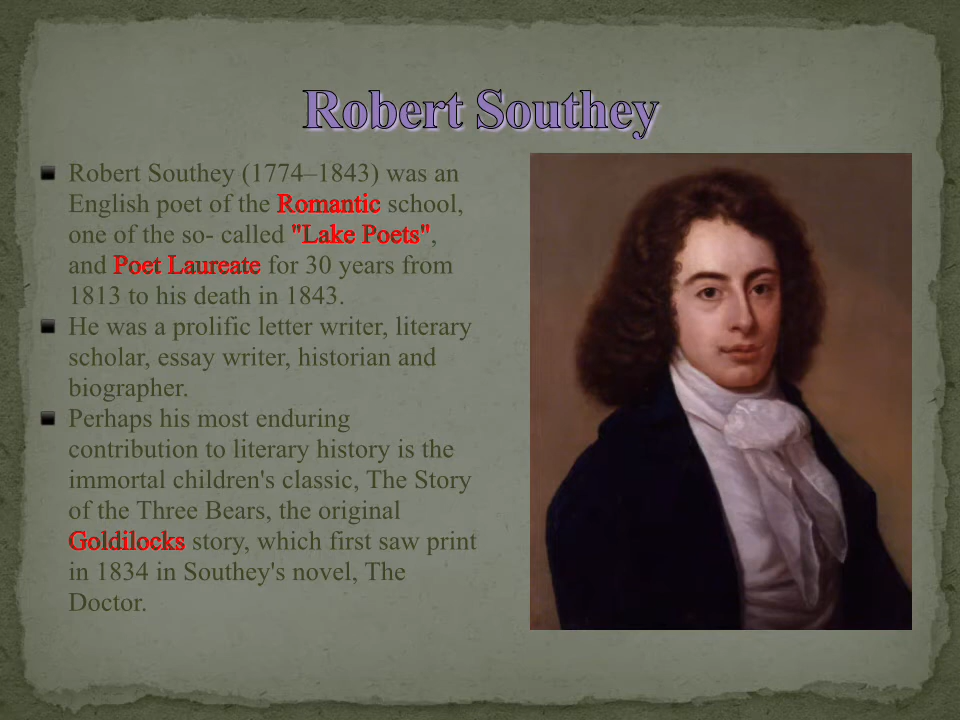 Robert Southey
Robert Southey (1774–1843) was an
English poet of the Romantic school,
one of the so- called "Lake Poets",
and Poet Laureate for 30 years from
1813 to his death in 1843.
He was a prolific letter writer, literary
scholar, essay writer, historian and
biographer.
Perhaps his most enduring
contribution to literary history is the
immortal children's classic, The Story
of the Three Bears, the original
Goldilocks story, which first saw print
in 1834 in Southey's novel, The
Doctor.